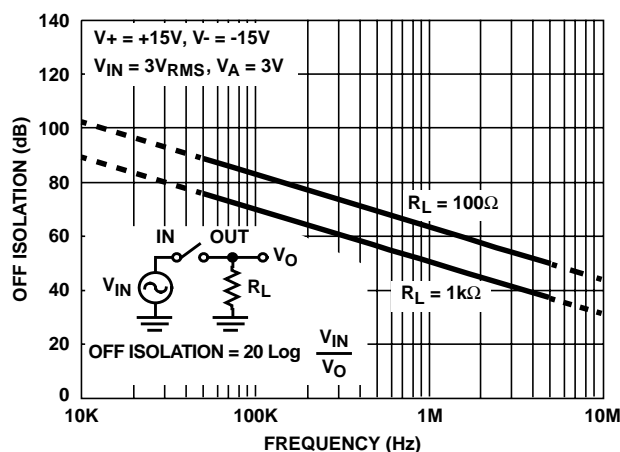 140
120
100
80
60
40
20
0
OFF ISOLATION (dB)
V+ = +15V, V- = -15V
VIN = 3VRMS, VA = 3V
RL = 100Ω
RL = 1kΩ
IN OUT
VO
VIN
RL
OFF ISOLATION = 20 Log VIN
VO
10K 100K 1M 10M
FREQUENCY (Hz)